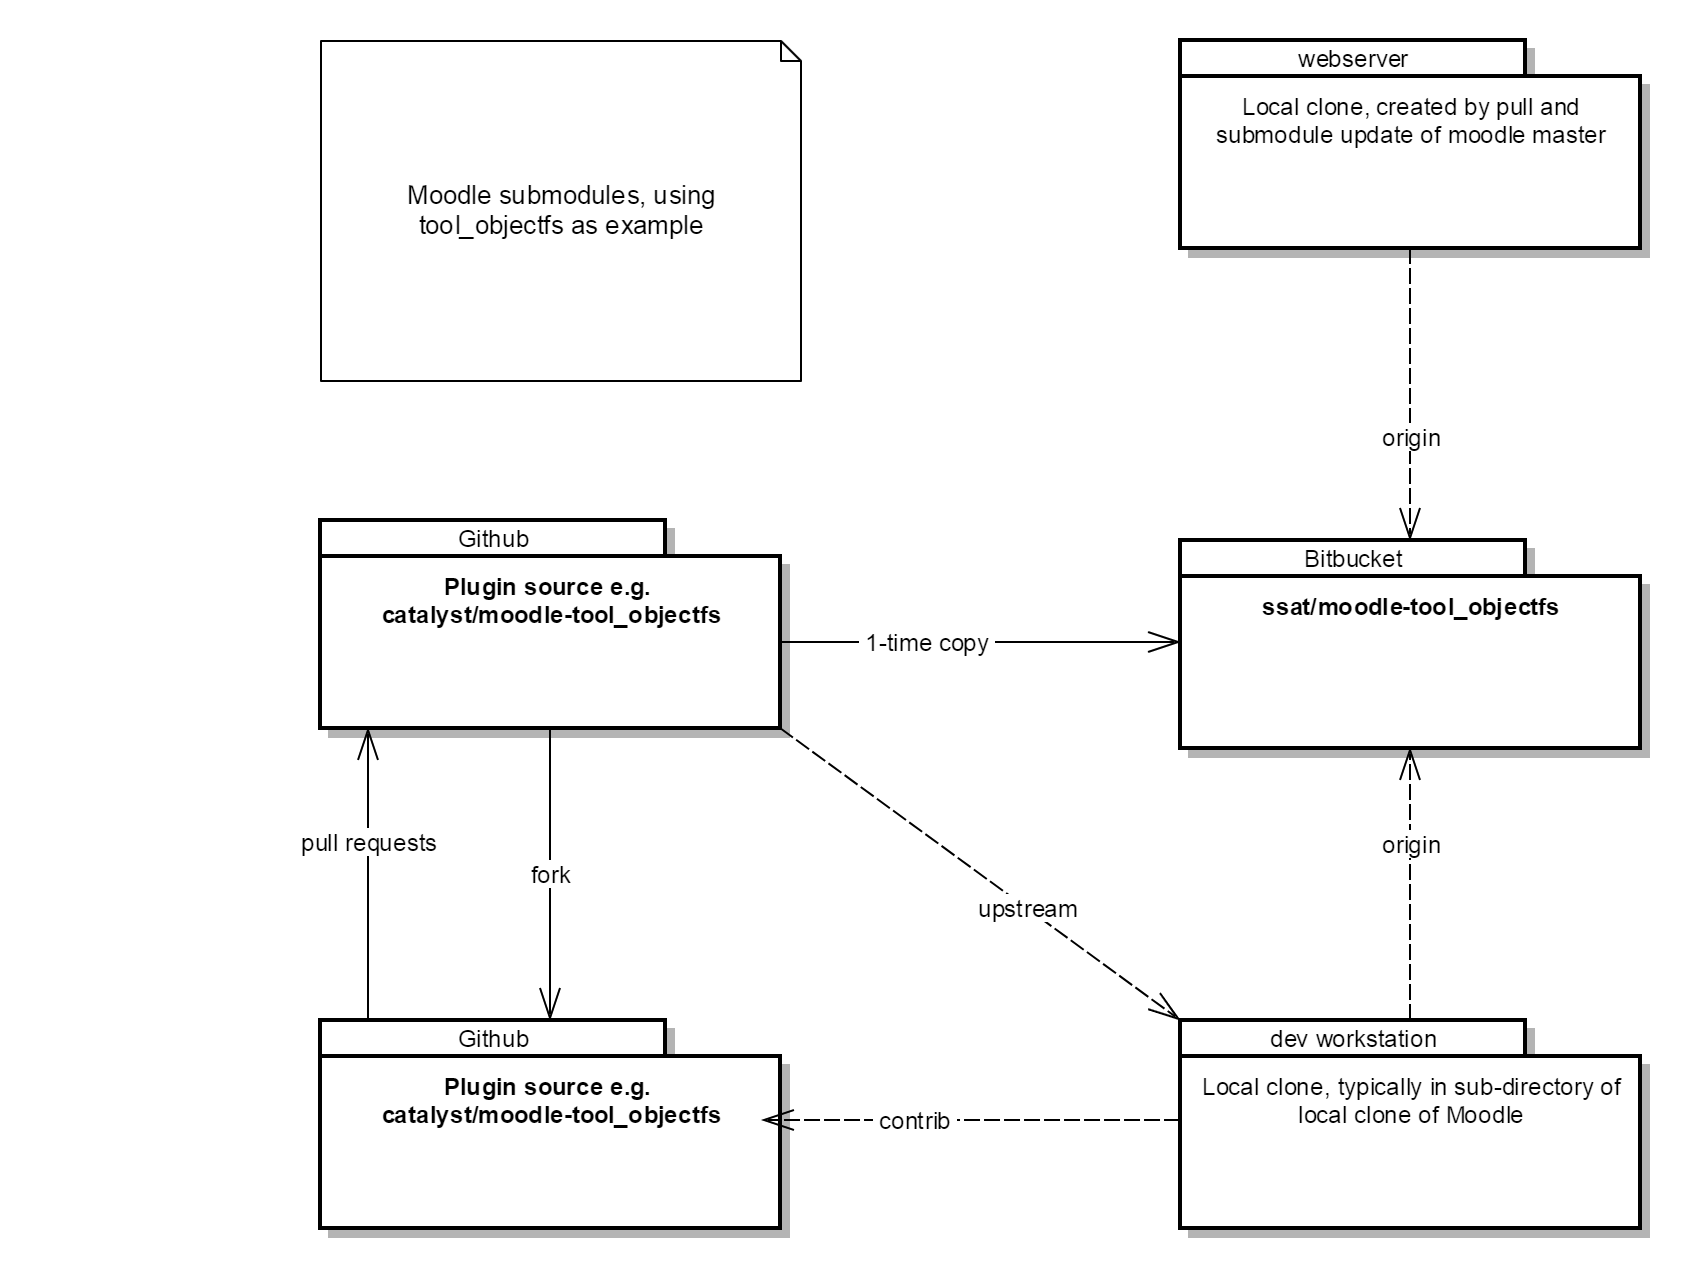 Moodle submodules, using
tool_objectfs as example
webserver
Local clone, created by pull and
submodule update of moodle master
origin
Github
Plugin source e.g.
catalyst/moodle-tool_objectfs
1-time copy
Bitbucket
ssat/moodle-tool_objectfs
pull requests
fork
upstream
origin
Github
Plugin source e.g.
catalyst/moodle-tool_objectfs
contrib
dev workstation
Local clone, typically in sub-directory of
local clone of Moodle